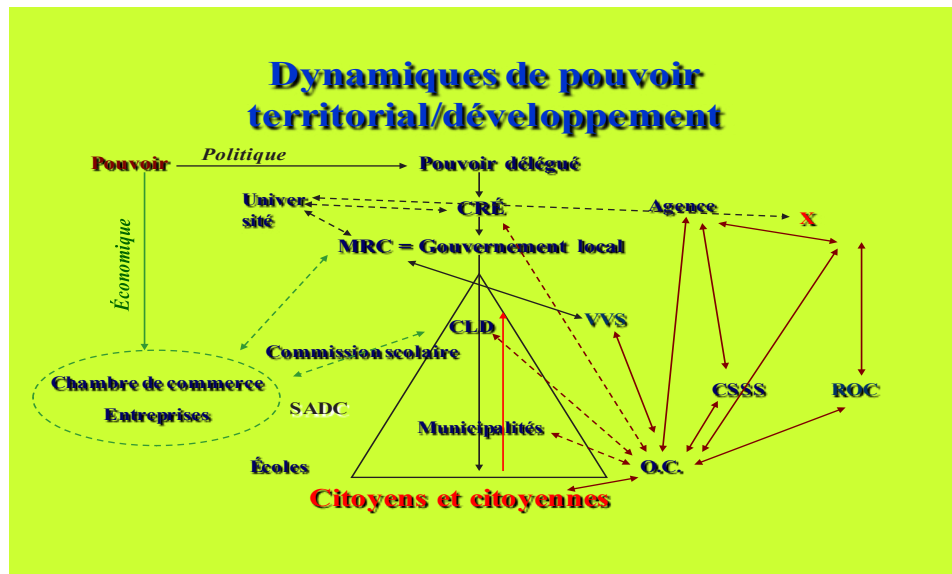 Dynamiques de pouvoir
territorial/développement
Pouvoir
Politique
Pouvoir délégué
Univer
sité
CRÉ
Agence
X
MRC = Gouvernement local
Économique
CLD
VVS
Commission scolaire
Chambre de commerce
Entreprises
SADC
CSSS
ROC
Municipalités
Écoles
O.C.
Citoyens et citoyennes